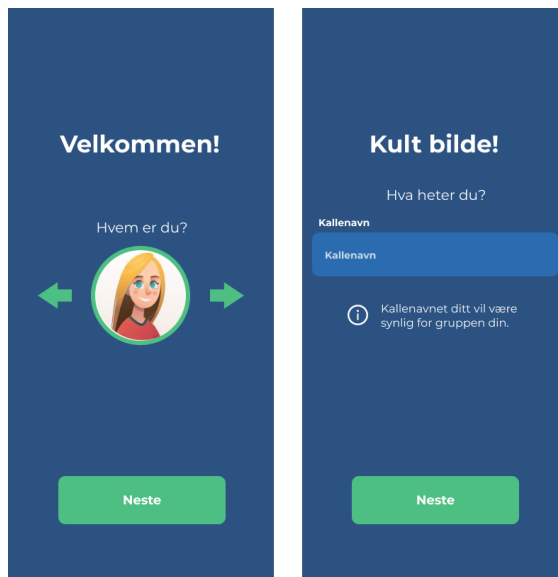 Velkommen!
Hvem er du?
Neste
Kult bilde!
Hva heter du?
Kallenavn
Kallenavn
Kallenavnet ditt vil være
synlig for gruppen din.
Neste